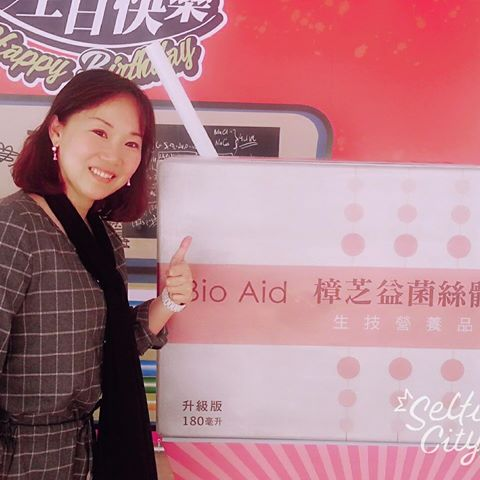 生日快樂
Happy Birthday
Bio Aid 樟芝益菌絲體
生技營養品
升級版
180毫升
Selfi
City